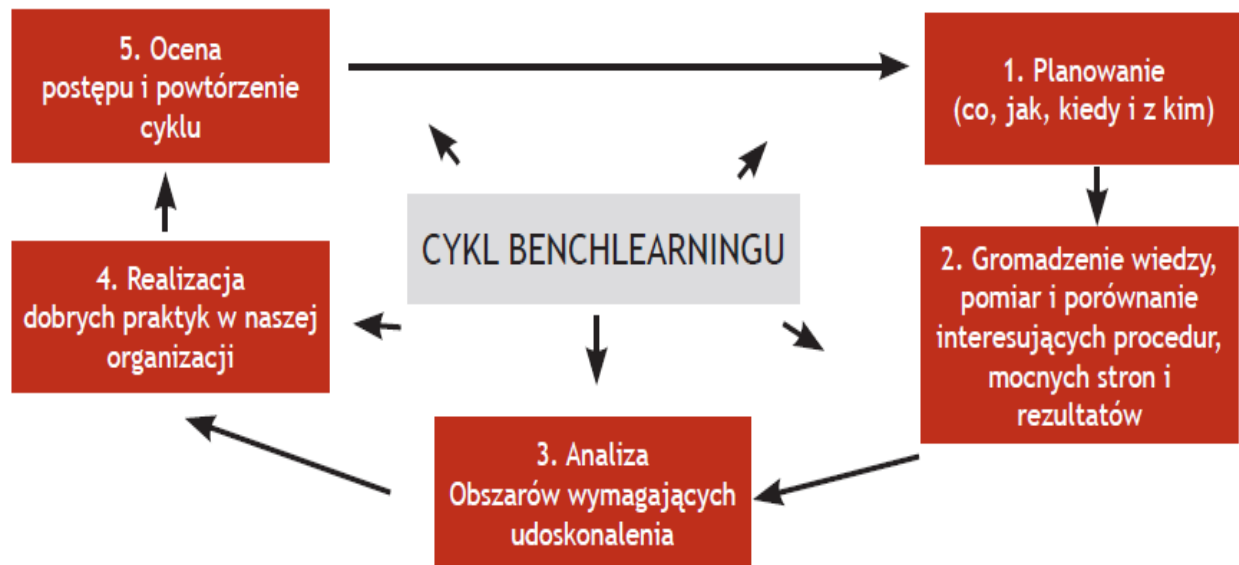 CYKL BENCHLEARNINGU
1. Planowanie
(co, jak, kiedy i z kim)
2. Gromadzenie wiedzy,
pomiar i porównanie
interesujących procedur,
mocnych stron i
rezultatów
3. Analiza
Obszarów wymagających
udoskonalenia
4. Realizacja
dobrych praktyk w naszej
organizacji
5. Ocena
postępu i powtórzenie
cyklu